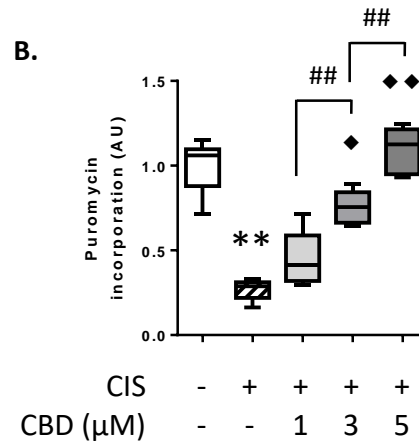 B.
##
##
◆ ◆
◆
**
Puromycin
incorporation (AU)
1.5
1.0
0.5
0.0
CIS - + + + +
CBD (μM) - - 1 3 5